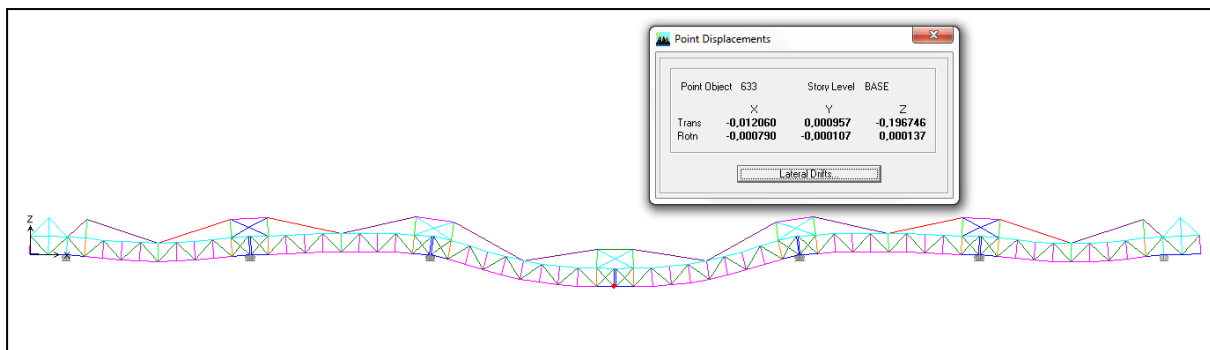 Point Displacements
Point Object 633 Story Level BASE
X Y Z
Trans -0,012060 0,000957 -0,196746
Rotn -0,000790 -0,000107 0,000137
Lateral Drifts...
Z
X